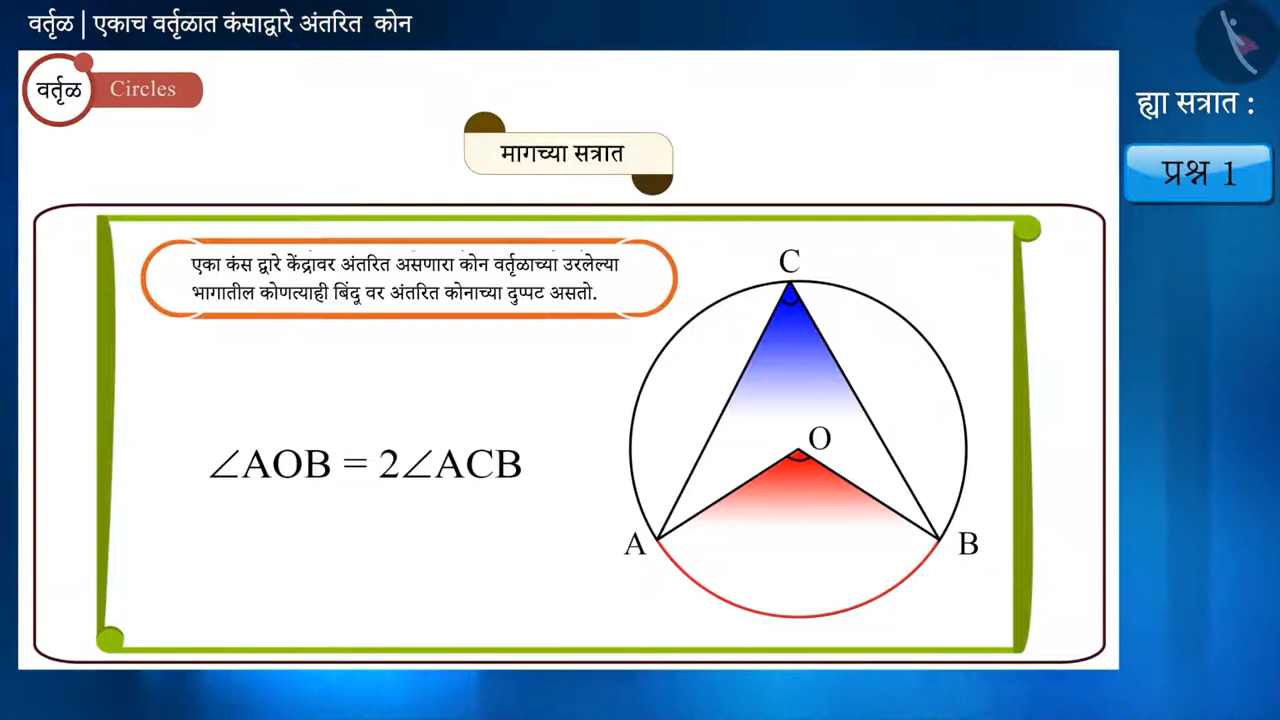 वर्तृळ | एकाच वर्तृळात कंसाद्वारे अंतरित कोन
वर्तृळ Circles
ह्या सत्रात :
मागच्या सत्रात
प्रश्न 1
एका कंस द्वारे केंद्रावर अंतरित असणारा कोन वर्तृळाच्या उरलेल्या
भागातील कोणत्याही बिंदू वर अंतरित कोनाच्या दुप्पट असतो.
C
O
∠AOB = 2∠ACB
A
B